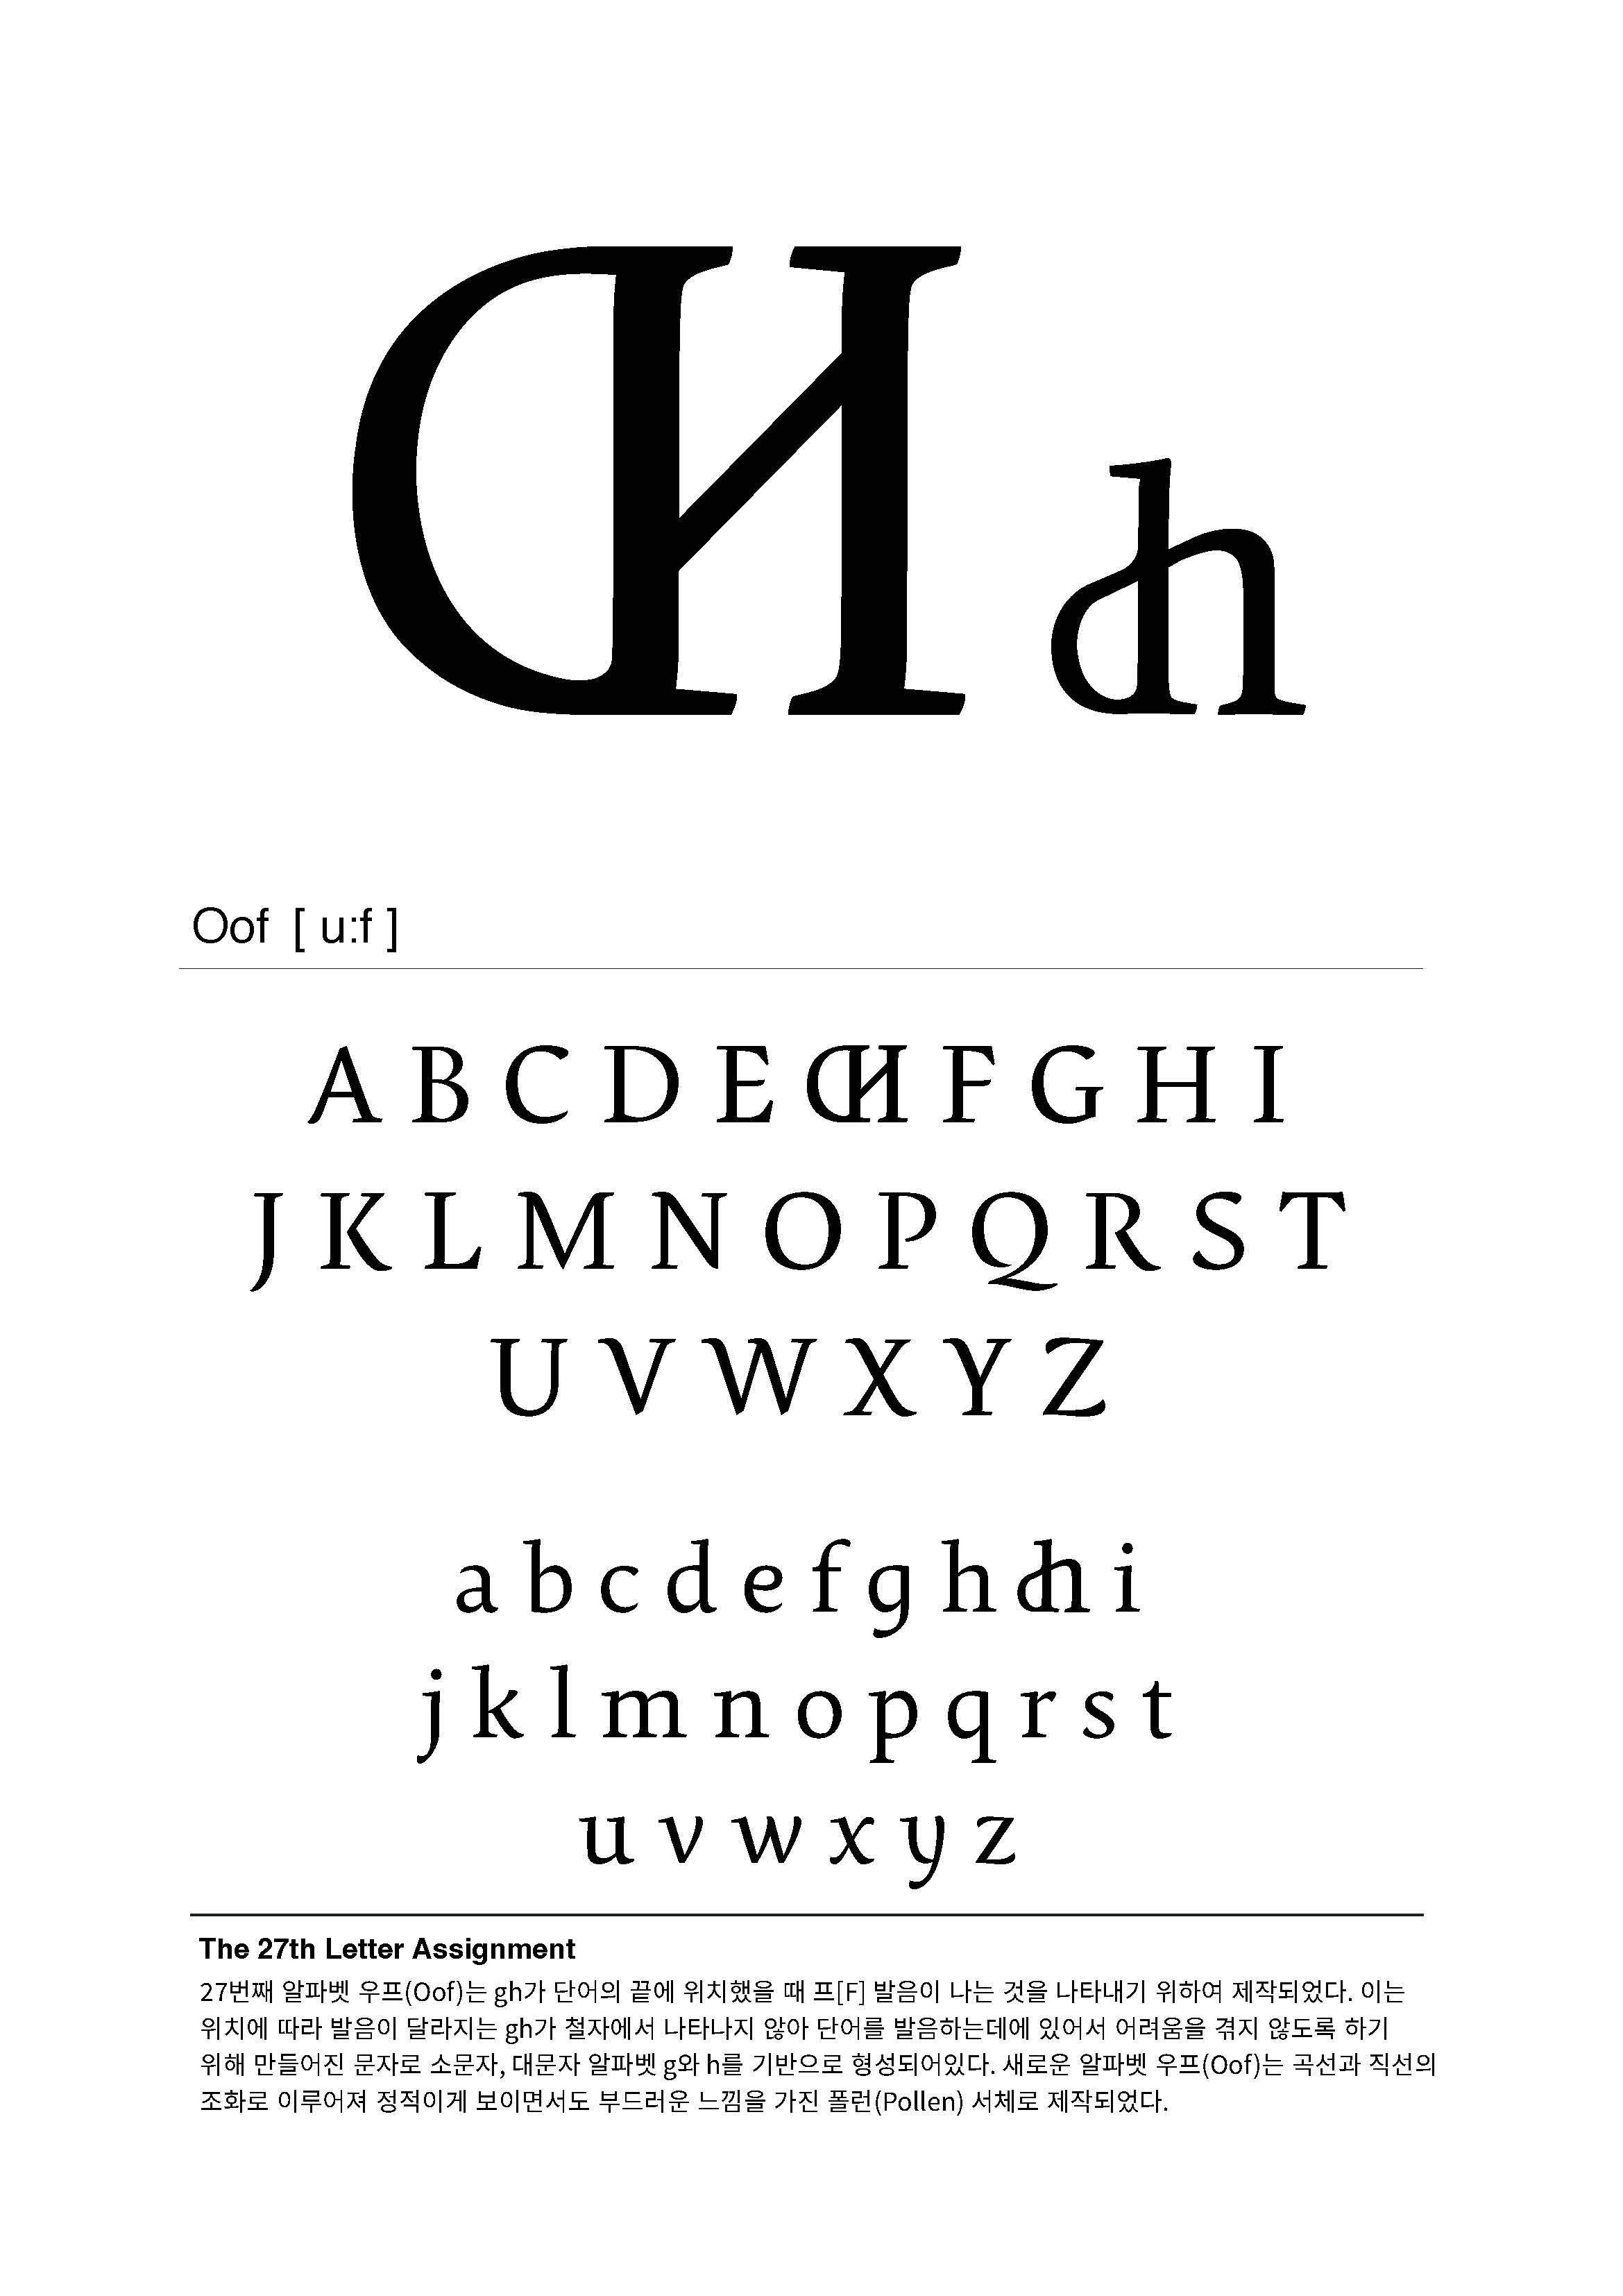 Oof [ u:f ]
A B C D E F G H I
J K L M N O P Q R S T
U V W X Y Z
a b c d e f g h i
j k l m n o p q r s t
u v w x y z
The 27th Letter Assignment
27번째 알파벳 우프(Oof)는 gh가 단어의 끝에 위치했을 때 프[F] 발음이 나는 것을 나타내기 위하여 제작되었다. 이는
위치에 따라 발음이 달라지는 gh가 철자에서 나타나지 않아 단어를 발음하는데에 있어서 어려움을 겪지 않도록 하기
위해 만들어진 문자로 소문자, 대문자 알파벳 g와 h를 기반으로 형성되어있다. 새로운 알파벳 우프(Oof)는 곡선과 직선의
조화로 이루어져 정적이게 보이면서도 부드러운 느낌을 가진 폴런(Pollen) 서체로 제작되었다.